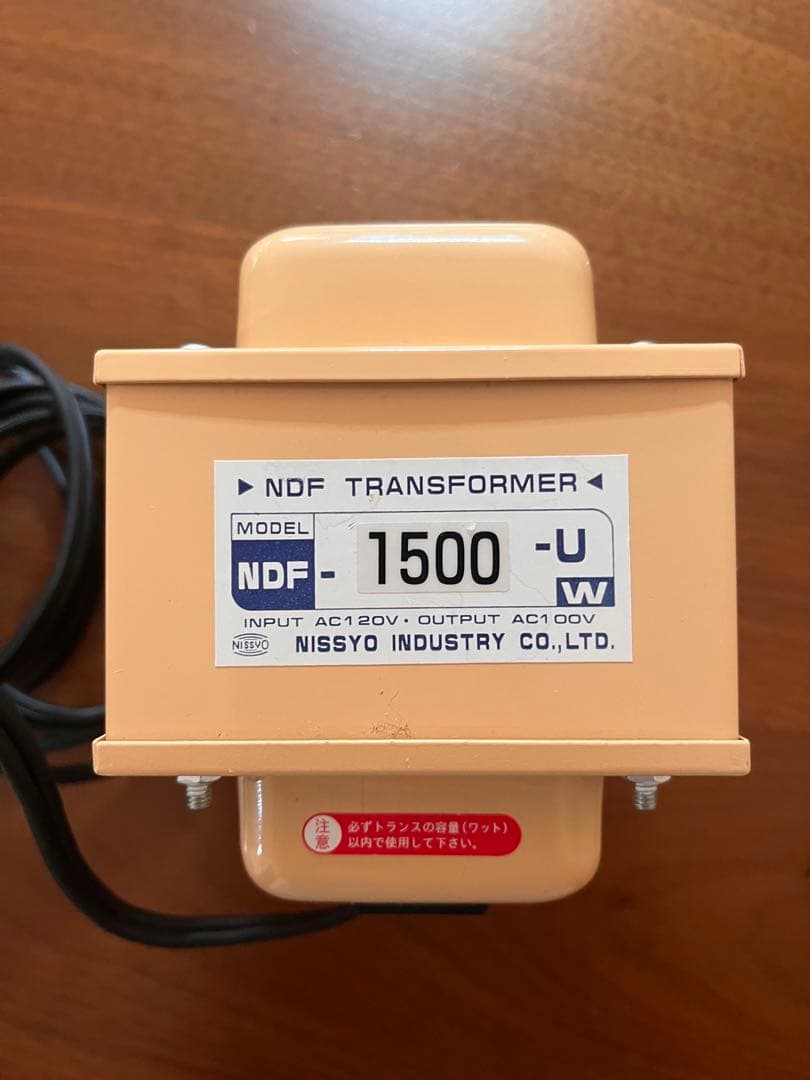 ▶ NDF TRANSFORMER ◀
MODEL
NDF - 1500 -U
W
INPUT AC120V・OUTPUT AC100V
NISSYO NISSYO INDUSTRY CO.,LTD.
注意 必ずトランスの容量(ワット)
以内で使用して下さい。